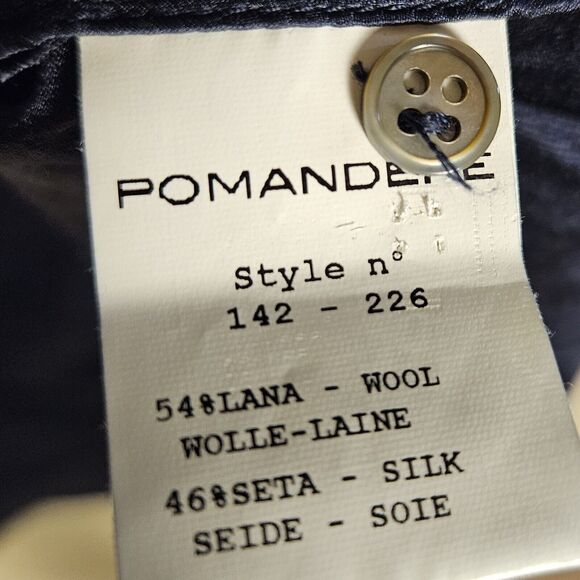 POMANDERE
Style n°
142 - 226
54%LANA - WOOL
WOLLE-LAINE
46%SETA - SILK
SEIDE - SOIE